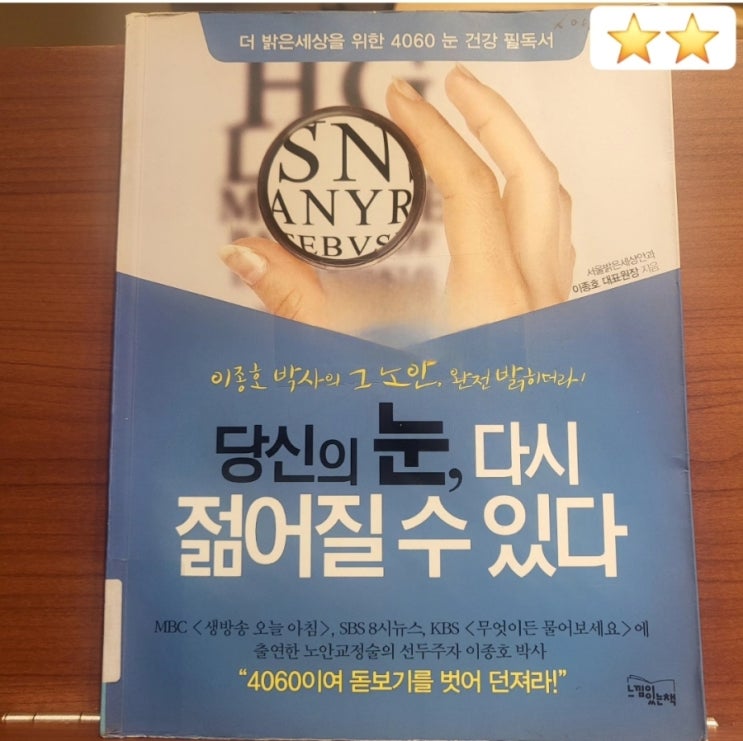 더 밝은세상을 위한 4060 눈 건강 필독서
HG
SN
ANYR
EBVS
서울밝은세상안과
이종호 대표원장 지음
이종호 박사의 그 노안, 완전 밝히더라!
당신의 눈, 다시
젊어질 수 있다
MBC <생방송 오늘 아침>, SBS 8시뉴스, KBS <무엇이든 물어보세요>에
출연한 노안교정술의 선두주자 이종호 박사
“4060이여 돋보기를 벗어 던져라!”
느낌이
있는책